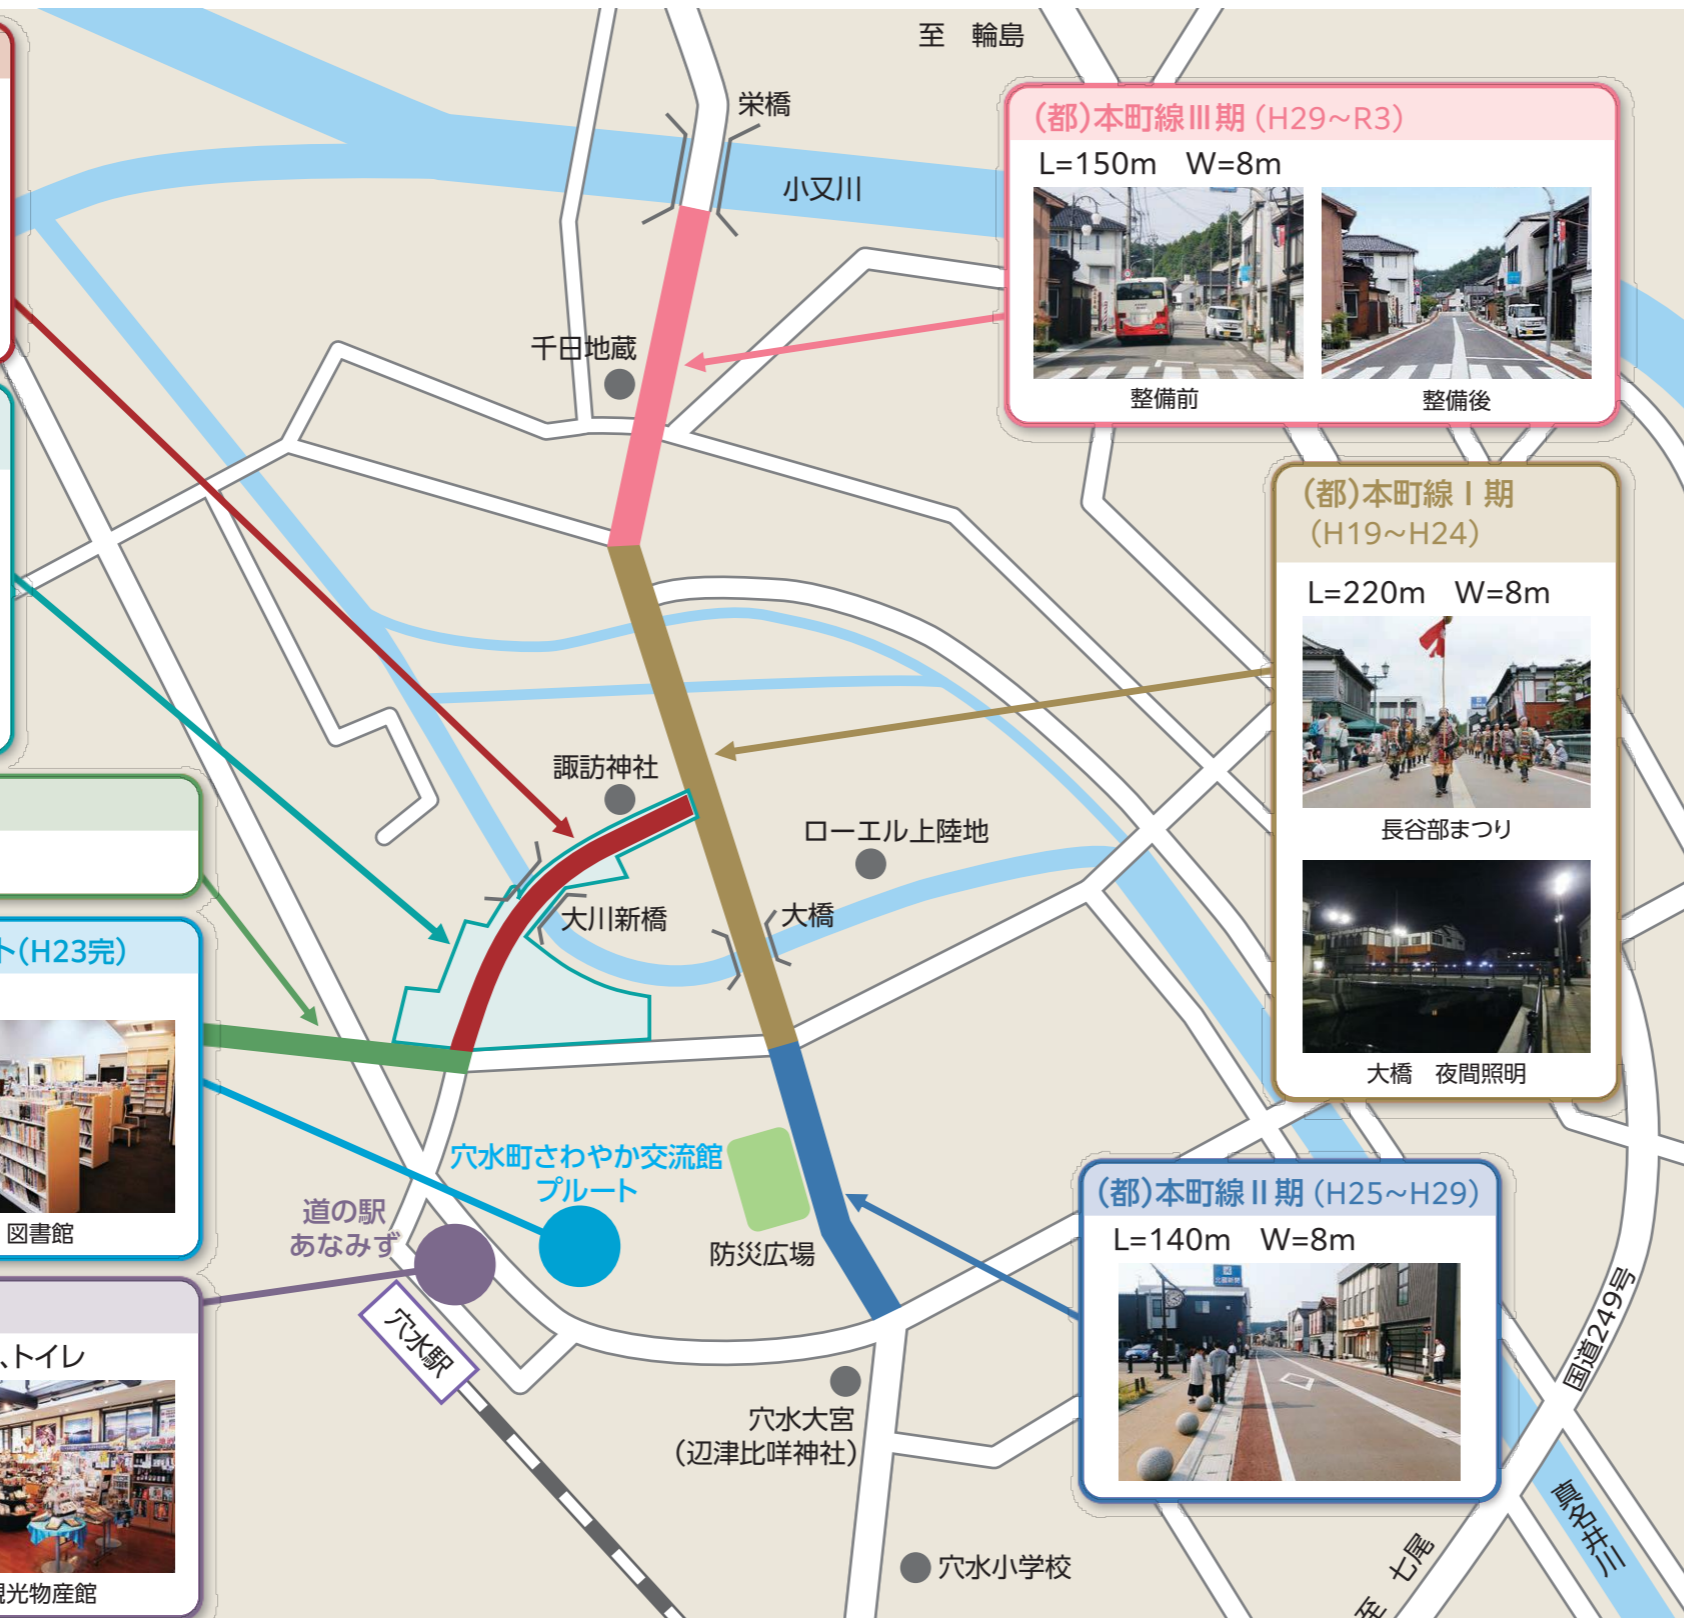 至　輪島
栄橋
小又川
(都)本町線Ⅲ期 (H29～R3)
L=150m　W=8m
整備前
整備後
千日地蔵
(都)本町線Ⅰ期
(H19～H24)
L=220m　W=8m
長谷部まつり
大橋　夜間照明
諏訪神社
ローエル上陸地
大川新橋
大橋
ト(H23完)
図書館
穴水町さわやか交流館
プルート
道の駅
あなみず
防災広場
(都)本町線Ⅱ期 (H25～H29)
L=140m　W=8m
、トイレ
観光物産館
穴水駅
穴水大宮
(辺津比咩神社)
穴水小学校
国道249号
真名井川
至　七尾